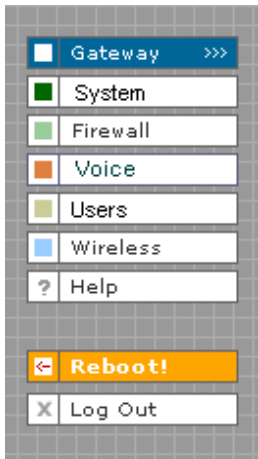 Gateway >>>
System
Firewall
Voice
Users
Wireless
? Help
<- Reboot!
X Log Out